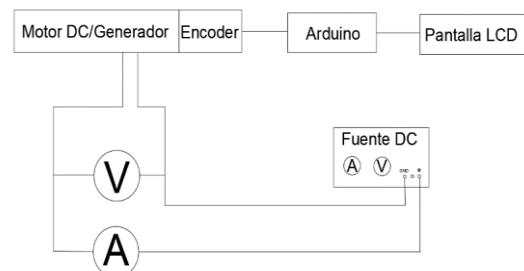 Motor DC/Generador
Encoder
Arduino
Pantalla LCD
Fuente DC
A
V
GND
V
A